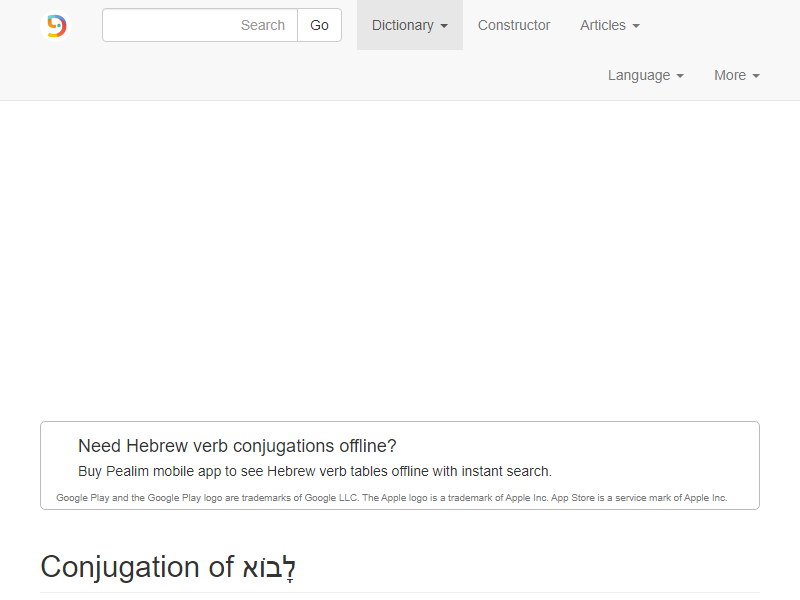 Search Go Dictionary Constructor Articles
Language More
Need Hebrew verb conjugations offline?
Buy Pealim mobile app to see Hebrew verb tables offline with instant search.
Google Play and the Google Play logo are trademarks of Google LLC. The Apple logo is a trademark of Apple Inc. App Store is a service mark of Apple Inc.
Conjugation of לָבוֹא